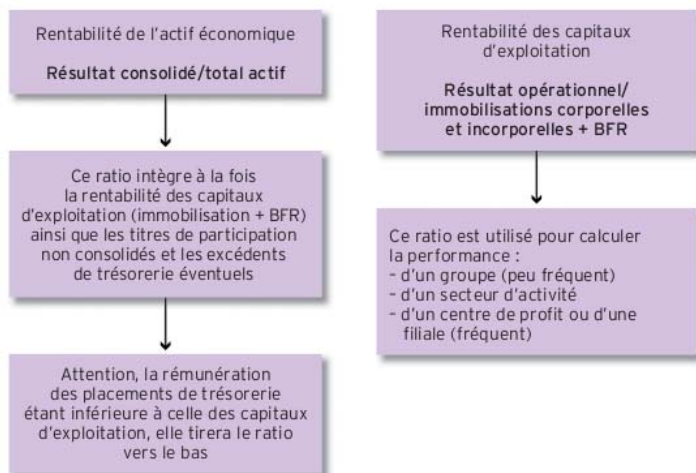 Rentabilité de l'actif économique
Résultat consolidé/total actif
Ce ratio intègre à la fois
la rentabilité des capitaux
d'exploitation (immobilisation + BFR)
ainsi que les titres de participation
non consolidés et les excédents
de trésorerie éventuels
Attention, la rémunération
des placements de trésorerie
étant inférieure à celle des capitaux
d'exploitation, elle tirera le ratio
vers le bas
Rentabilité des capitaux
d'exploitation
Résultat opérationnel/
immobilisations corporelles
et incorporelles + BFR
Ce ratio est utilisé pour calculer
la performance :
- d'un groupe (peu fréquent)
- d'un secteur d'activité
- d'un centre de profit ou d'une
filiale (fréquent)